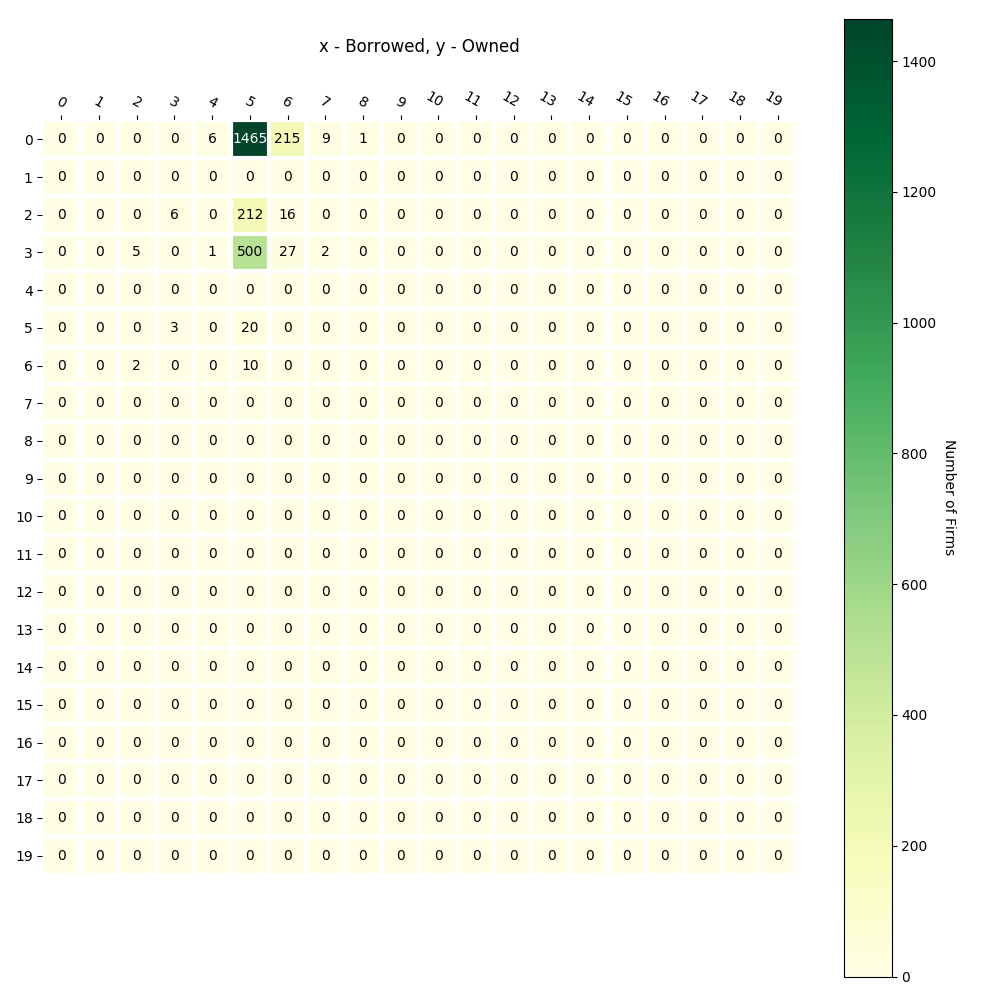 x - Borrowed, y - Owned
0 1 2 3 4 5 6 7 8 9 10 11 12 13 14 15 16 17 18 19
0 0 0 0 0 6 1465 215 9 1 0 0 0 0 0 0 0 0 0 0 0
1 0 0 0 0 0 0 0 0 0 0 0 0 0 0 0 0 0 0 0 0
2 0 0 0 6 0 212 16 0 0 0 0 0 0 0 0 0 0 0 0 0
3 0 0 5 0 1 500 27 2 0 0 0 0 0 0 0 0 0 0 0 0
4 0 0 0 0 0 0 0 0 0 0 0 0 0 0 0 0 0 0 0 0
5 0 0 0 3 0 20 0 0 0 0 0 0 0 0 0 0 0 0 0 0
6 0 0 2 0 0 10 0 0 0 0 0 0 0 0 0 0 0 0 0 0
7 0 0 0 0 0 0 0 0 0 0 0 0 0 0 0 0 0 0 0 0
8 0 0 0 0 0 0 0 0 0 0 0 0 0 0 0 0 0 0 0 0
9 0 0 0 0 0 0 0 0 0 0 0 0 0 0 0 0 0 0 0 0
10 0 0 0 0 0 0 0 0 0 0 0 0 0 0 0 0 0 0 0 0
11 0 0 0 0 0 0 0 0 0 0 0 0 0 0 0 0 0 0 0 0
12 0 0 0 0 0 0 0 0 0 0 0 0 0 0 0 0 0 0 0 0
13 0 0 0 0 0 0 0 0 0 0 0 0 0 0 0 0 0 0 0 0
14 0 0 0 0 0 0 0 0 0 0 0 0 0 0 0 0 0 0 0 0
15 0 0 0 0 0 0 0 0 0 0 0 0 0 0 0 0 0 0 0 0
16 0 0 0 0 0 0 0 0 0 0 0 0 0 0 0 0 0 0 0 0
17 0 0 0 0 0 0 0 0 0 0 0 0 0 0 0 0 0 0 0 0
18 0 0 0 0 0 0 0 0 0 0 0 0 0 0 0 0 0 0 0 0
19 0 0 0 0 0 0 0 0 0 0 0 0 0 0 0 0 0 0 0 0
1400
1200
1000
800
600
400
200
0
Number of Firms